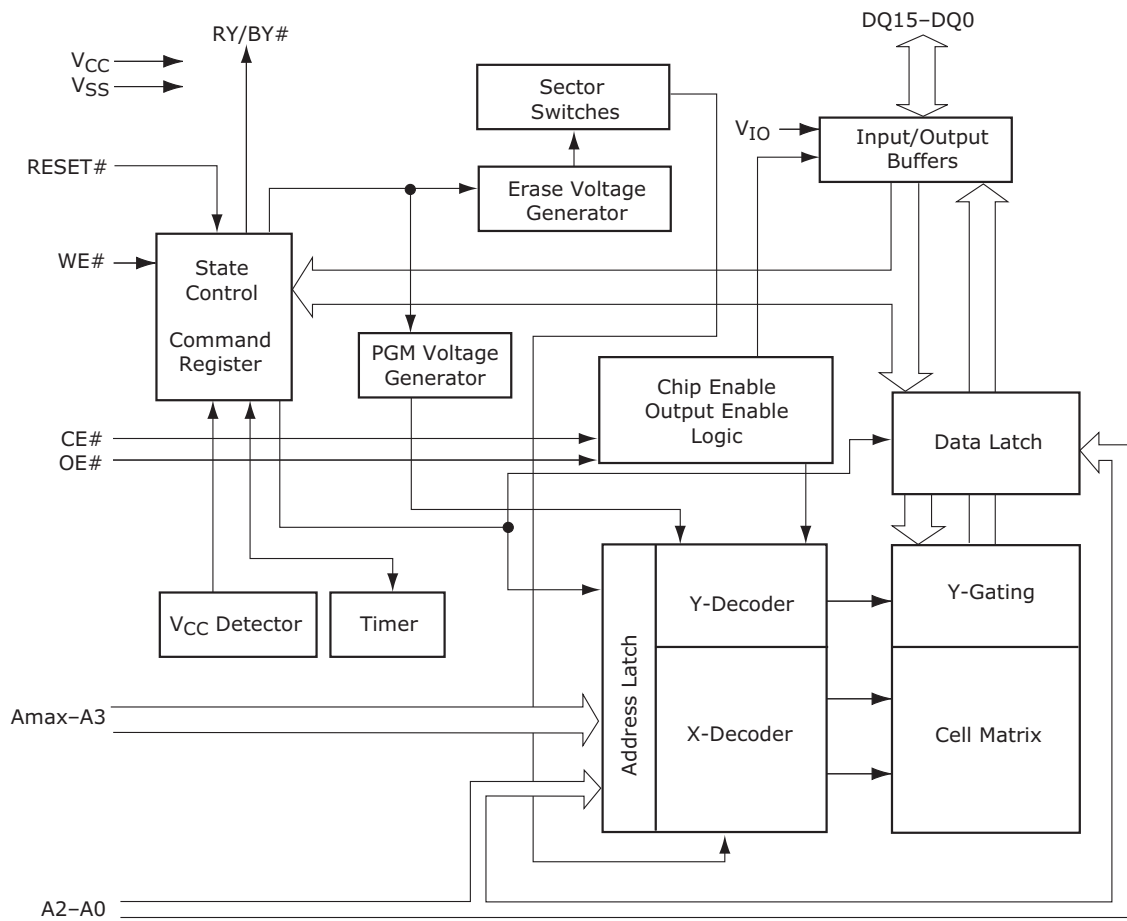 RY/BY#
DQ15–DQ0
VCC
VSS
Sector
Switches
VIO
Input/Output
Buffers
RESET#
Erase Voltage
Generator
WE#
State
Control
Command
Register
PGM Voltage
Generator
Chip Enable
Output Enable
Logic
CE#
OE#
Data Latch
VCC Detector
Timer
Address Latch
Y-Decoder
Y-Gating
Amax–A3
X-Decoder
Cell Matrix
A2–A0